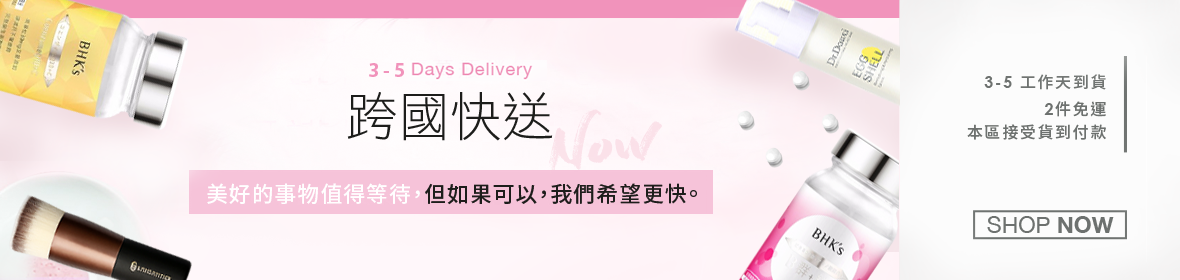 3-5 Days Delivery
跨國快送
Now
美好的事物值得等待，但如果可以，我們希望更快。
3-5 工作天到貨
2件免運
本區接受貨到付款
SHOP NOW
BHK's
Dr.Douxi
EGG
SHELL
BHK's